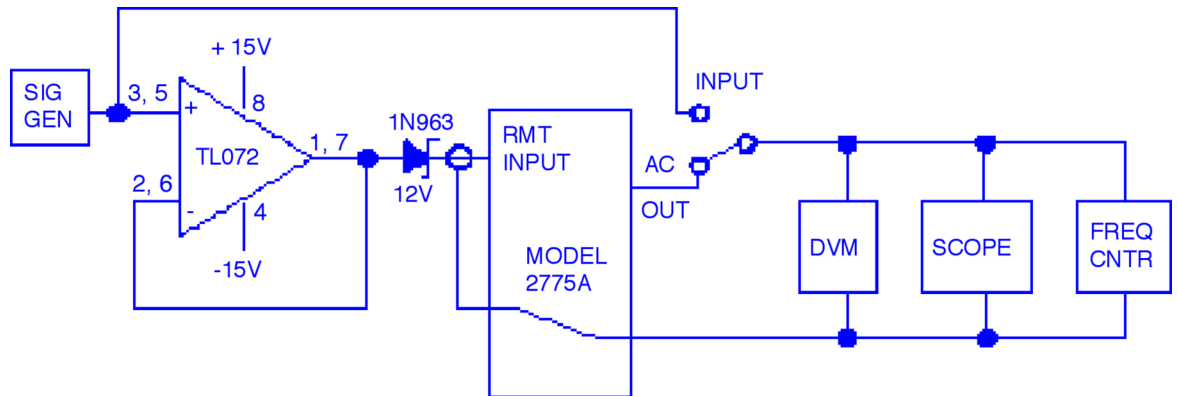 SIG
GEN
3, 5
+ 15V
8
+
TL072
1, 7
2, 6
-
4
-15V
1N963
12V
RMT
INPUT
MODEL
2775A
INPUT
AC
OUT
DVM
SCOPE
FREQ
CNTR